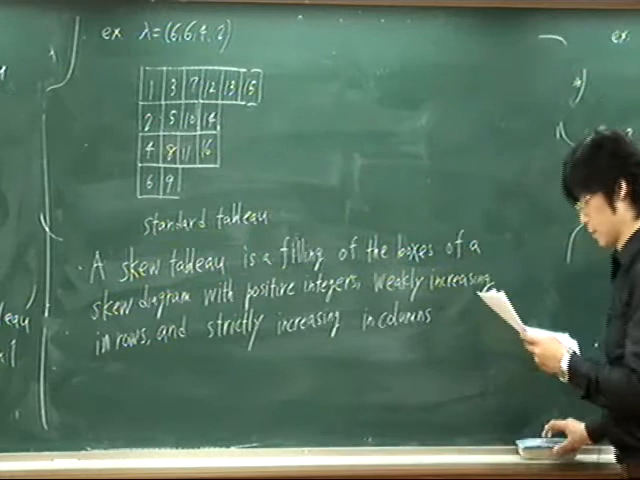 ex. λ=(6,6,4,2)
ex.
1 3 7 12 13 15
2 5 10 14
4 8 11 16
6 9
standard tableau
· A skew tableau is a filling of the boxes of a
skew diagram with positive integers, weakly increasing
in rows, and strictly increasing in columns